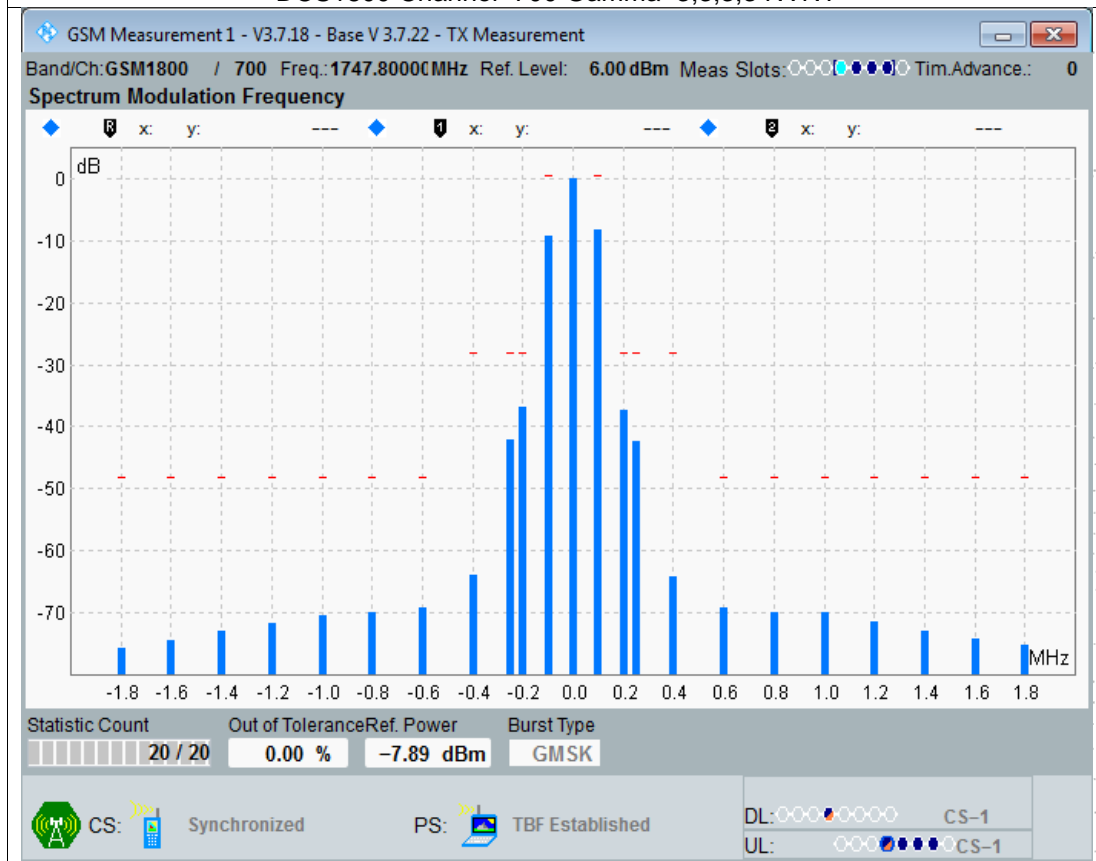 GSM Measurement 1 - V3.7.18 - Base V 3.7.22 - TX Measurement
Band/Ch:GSM1800 / 700 Freq.:1747.80000MHz Ref. Level: 6.00 dBm Meas Slots: Tim.Advance.: 0
Spectrum Modulation Frequency
R x: y: --- 1 x: y: --- 2 x: y: ---
dB
0
-10
-20
-30
-40
-50
-60
-70
MHz
-1.8 -1.6 -1.4 -1.2 -1.0 -0.8 -0.6 -0.4 -0.2 0.0 0.2 0.4 0.6 0.8 1.0 1.2 1.4 1.6 1.8
Statistic Count Out of Tolerance Ref. Power Burst Type
20 / 20 0.00 % -7.89 dBm GMSK
CS: Synchronized PS: TBF Established
DL: CS-1
UL: CS-1